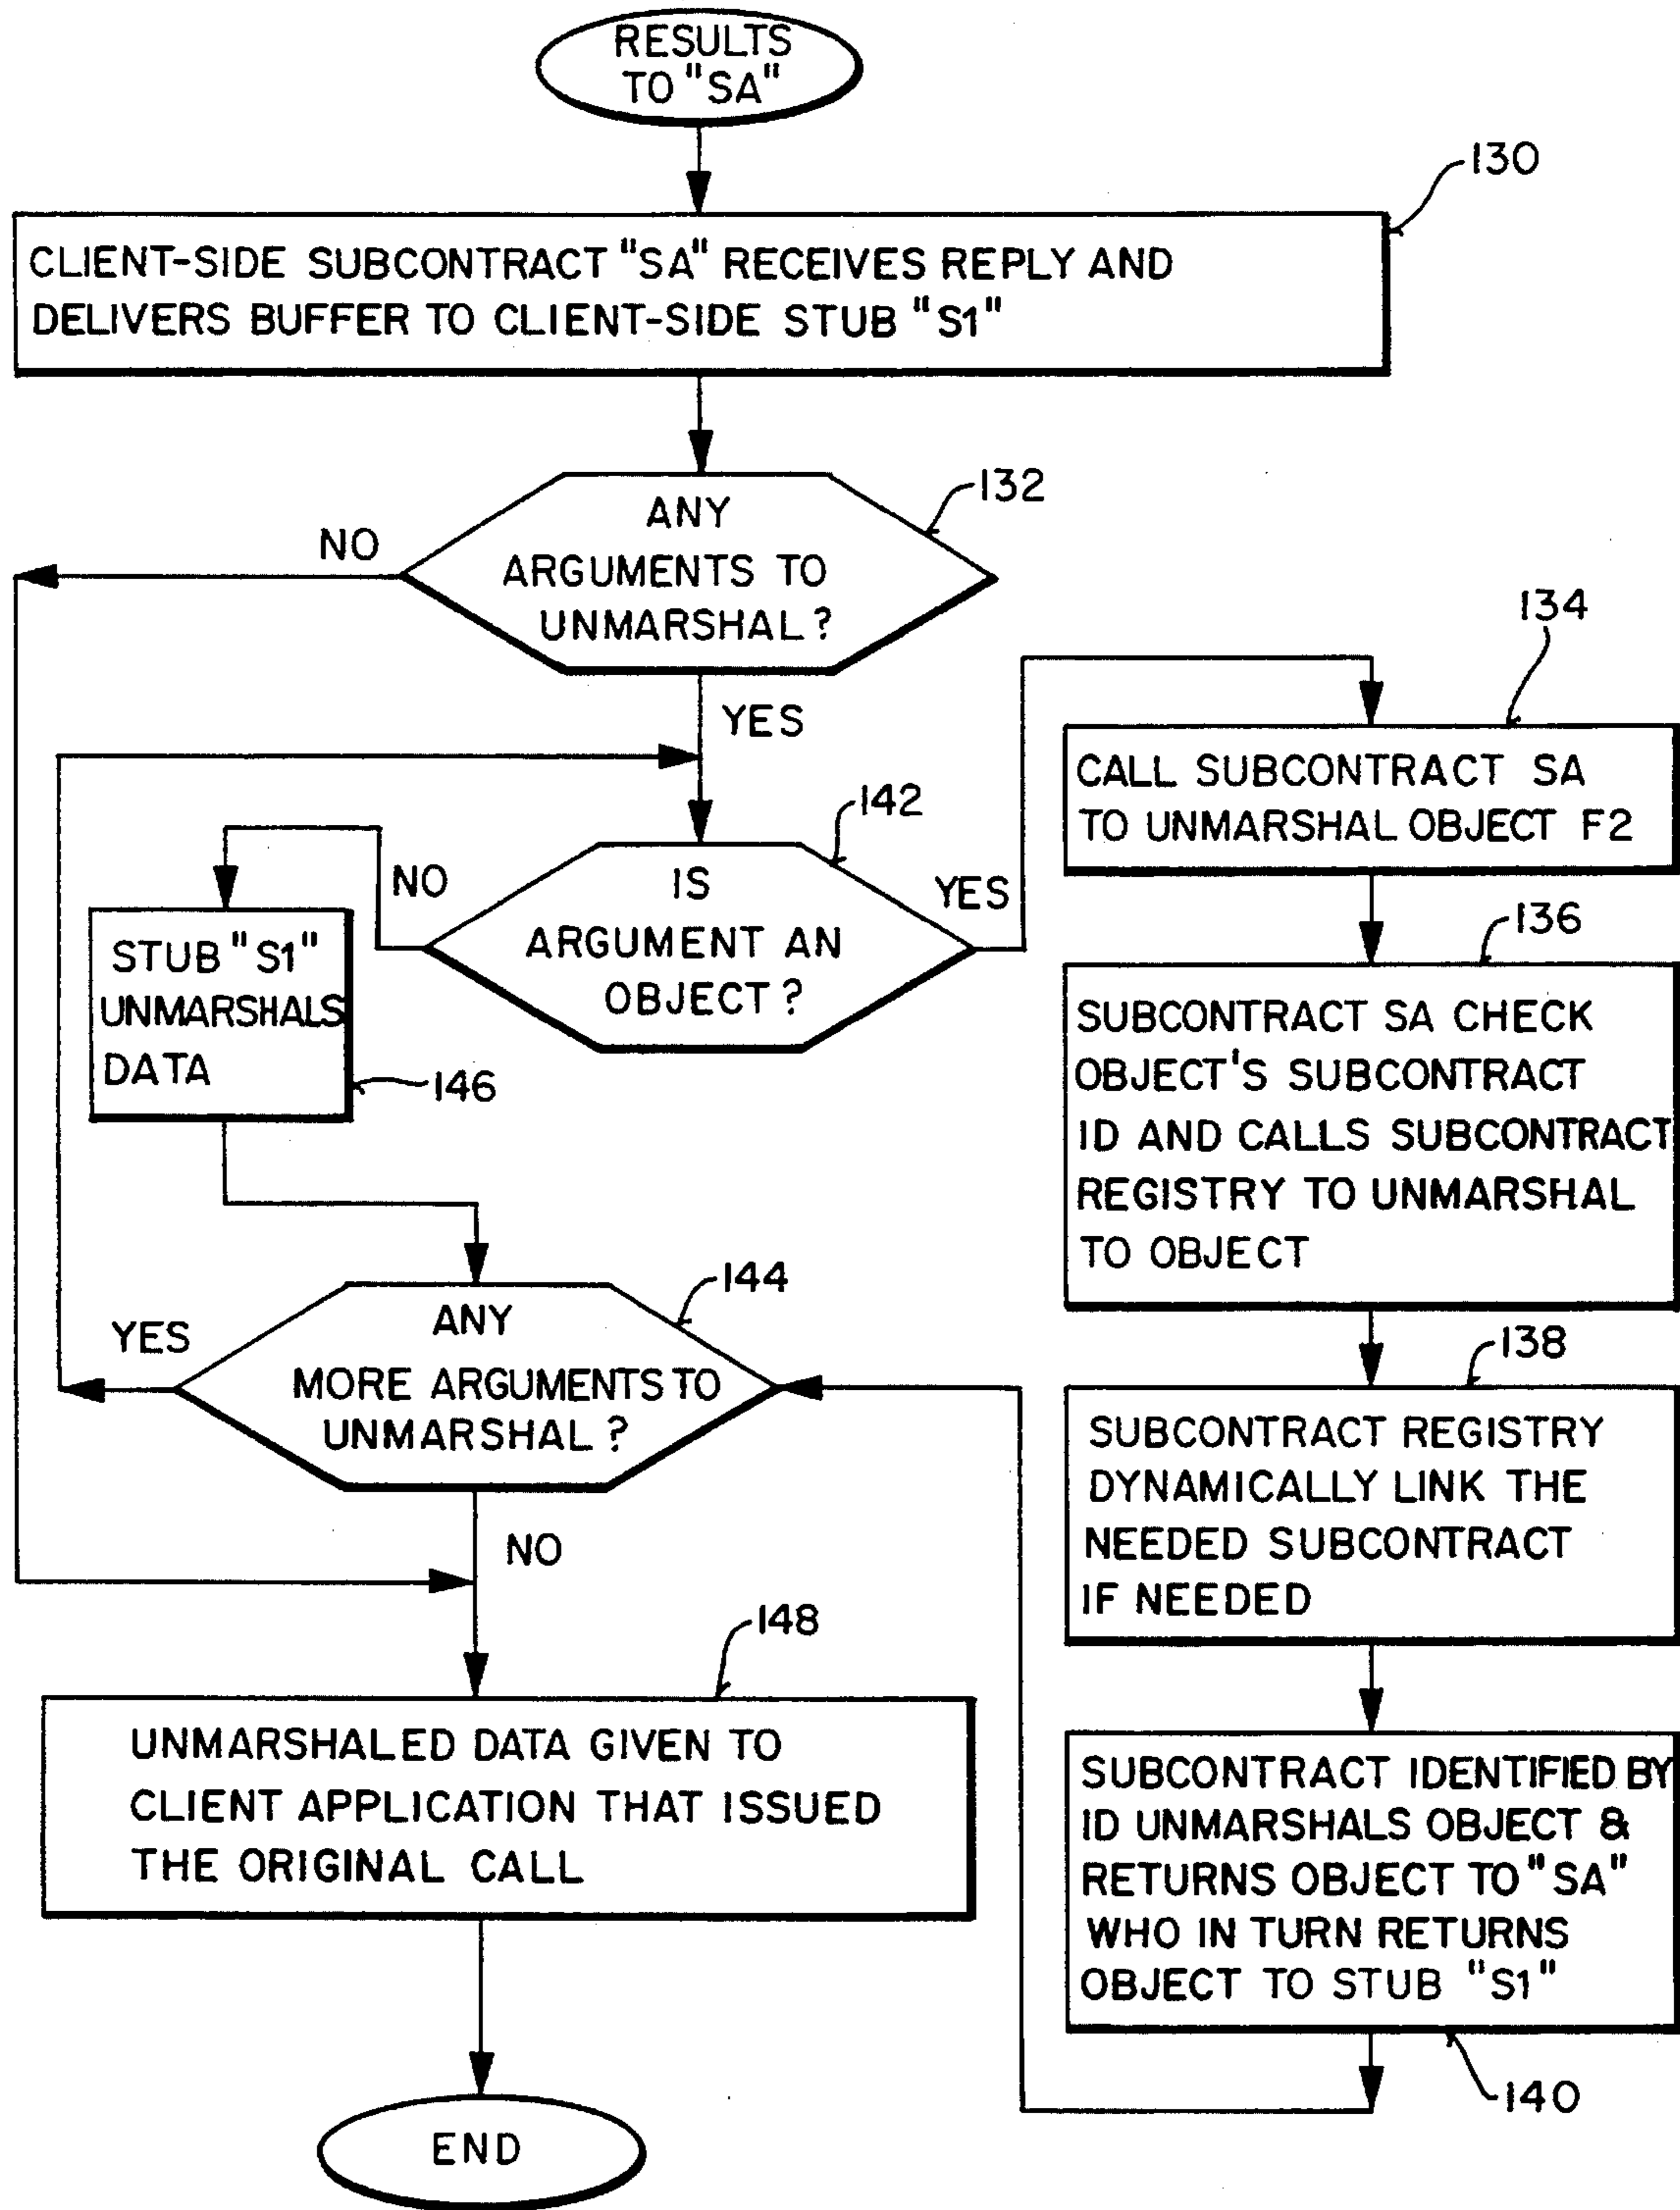 RESULTS
TO "SA"
130
CLIENT-SIDE SUBCONTRACT "SA" RECEIVES REPLY AND
DELIVERS BUFFER TO CLIENT-SIDE STUB "S1"
132
ANY
ARGUMENTS TO
UNMARSHAL?
NO
YES
134
CALL SUBCONTRACT SA
TO UNMARSHAL OBJECT F2
142
IS
ARGUMENT AN
OBJECT?
NO
YES
STUB "S1"
UNMARSHALS
DATA
146
136
SUBCONTRACT SA CHECK
OBJECT'S SUBCONTRACT
ID AND CALLS SUBCONTRACT
REGISTRY TO UNMARSHAL
TO OBJECT
144
ANY
MORE ARGUMENTS TO
UNMARSHAL?
YES
NO
138
SUBCONTRACT REGISTRY
DYNAMICALLY LINK THE
NEEDED SUBCONTRACT
IF NEEDED
148
UNMARSHALED DATA GIVEN TO
CLIENT APPLICATION THAT ISSUED
THE ORIGINAL CALL
SUBCONTRACT IDENTIFIED BY
ID UNMARSHALS OBJECT &
RETURNS OBJECT TO "SA"
WHO IN TURN RETURNS
OBJECT TO STUB "S1"
140
END